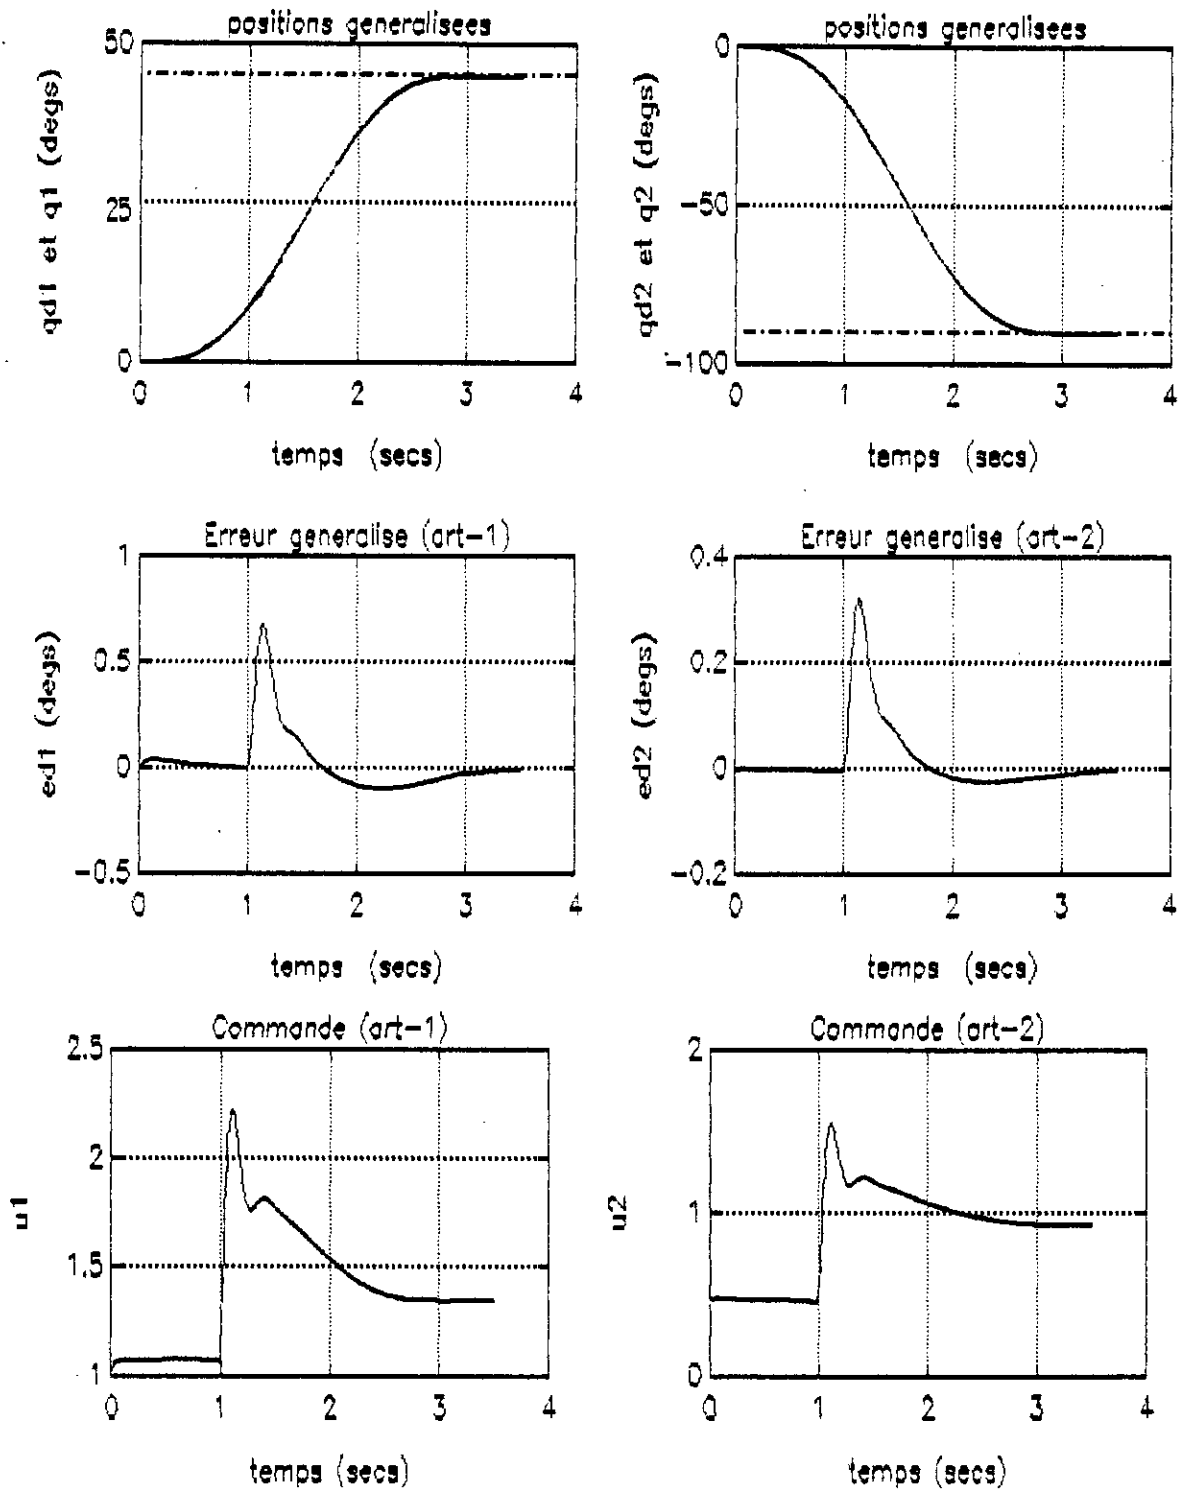 positions generalisees
50
25
0
qd1 et q1 (degs)
0 1 2 3 4
temps (secs)
positions generalisees
0
-50
-100
qd2 et q2 (degs)
0 1 2 3 4
temps (secs)
Erreur generalise (art-1)
1
0.5
0
-0.5
ed1 (degs)
0 1 2 3 4
temps (secs)
Erreur generalise (art-2)
0.4
0.2
0
-0.2
ed2 (degs)
0 1 2 3 4
temps (secs)
Commande (art-1)
2.5
2
1.5
1
u1
0 1 2 3 4
temps (secs)
Commande (art-2)
2
1
0
u2
0 1 2 3 4
temps (secs)